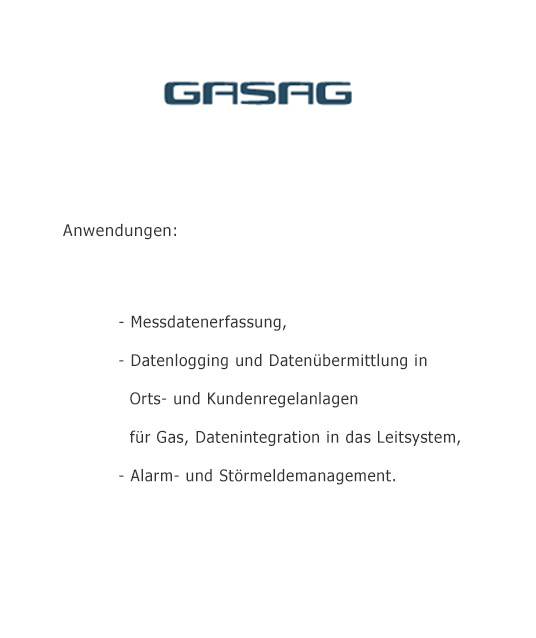 GASAG
Anwendungen:
- Messdatenerfassung,
- Datenlogging und Datenübermittlung in
Orts- und Kundenregelanlagen
für Gas, Datenintegration in das Leitsystem,
- Alarm- und Störmeldemanagement.